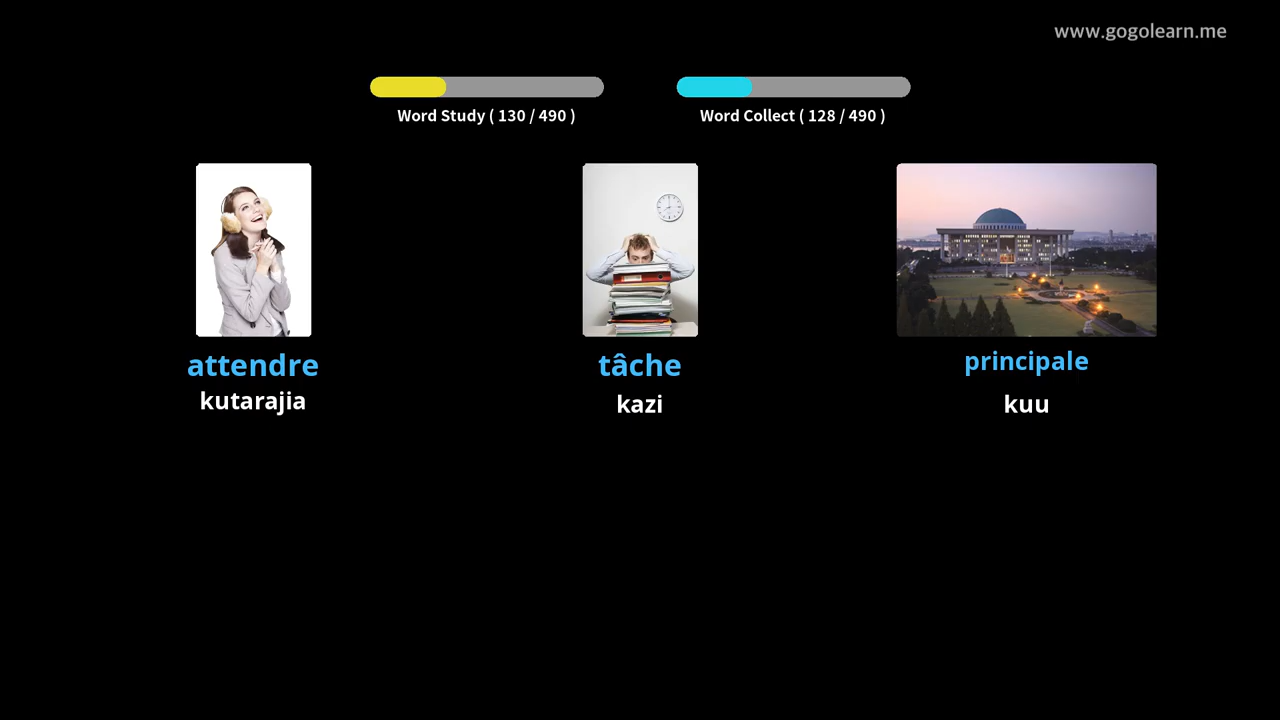 www.gogolearn.me
Word Study ( 130 / 490 )
Word Collect ( 128 / 490 )
attendre
kutarajia
tâche
kazi
principale
kuu